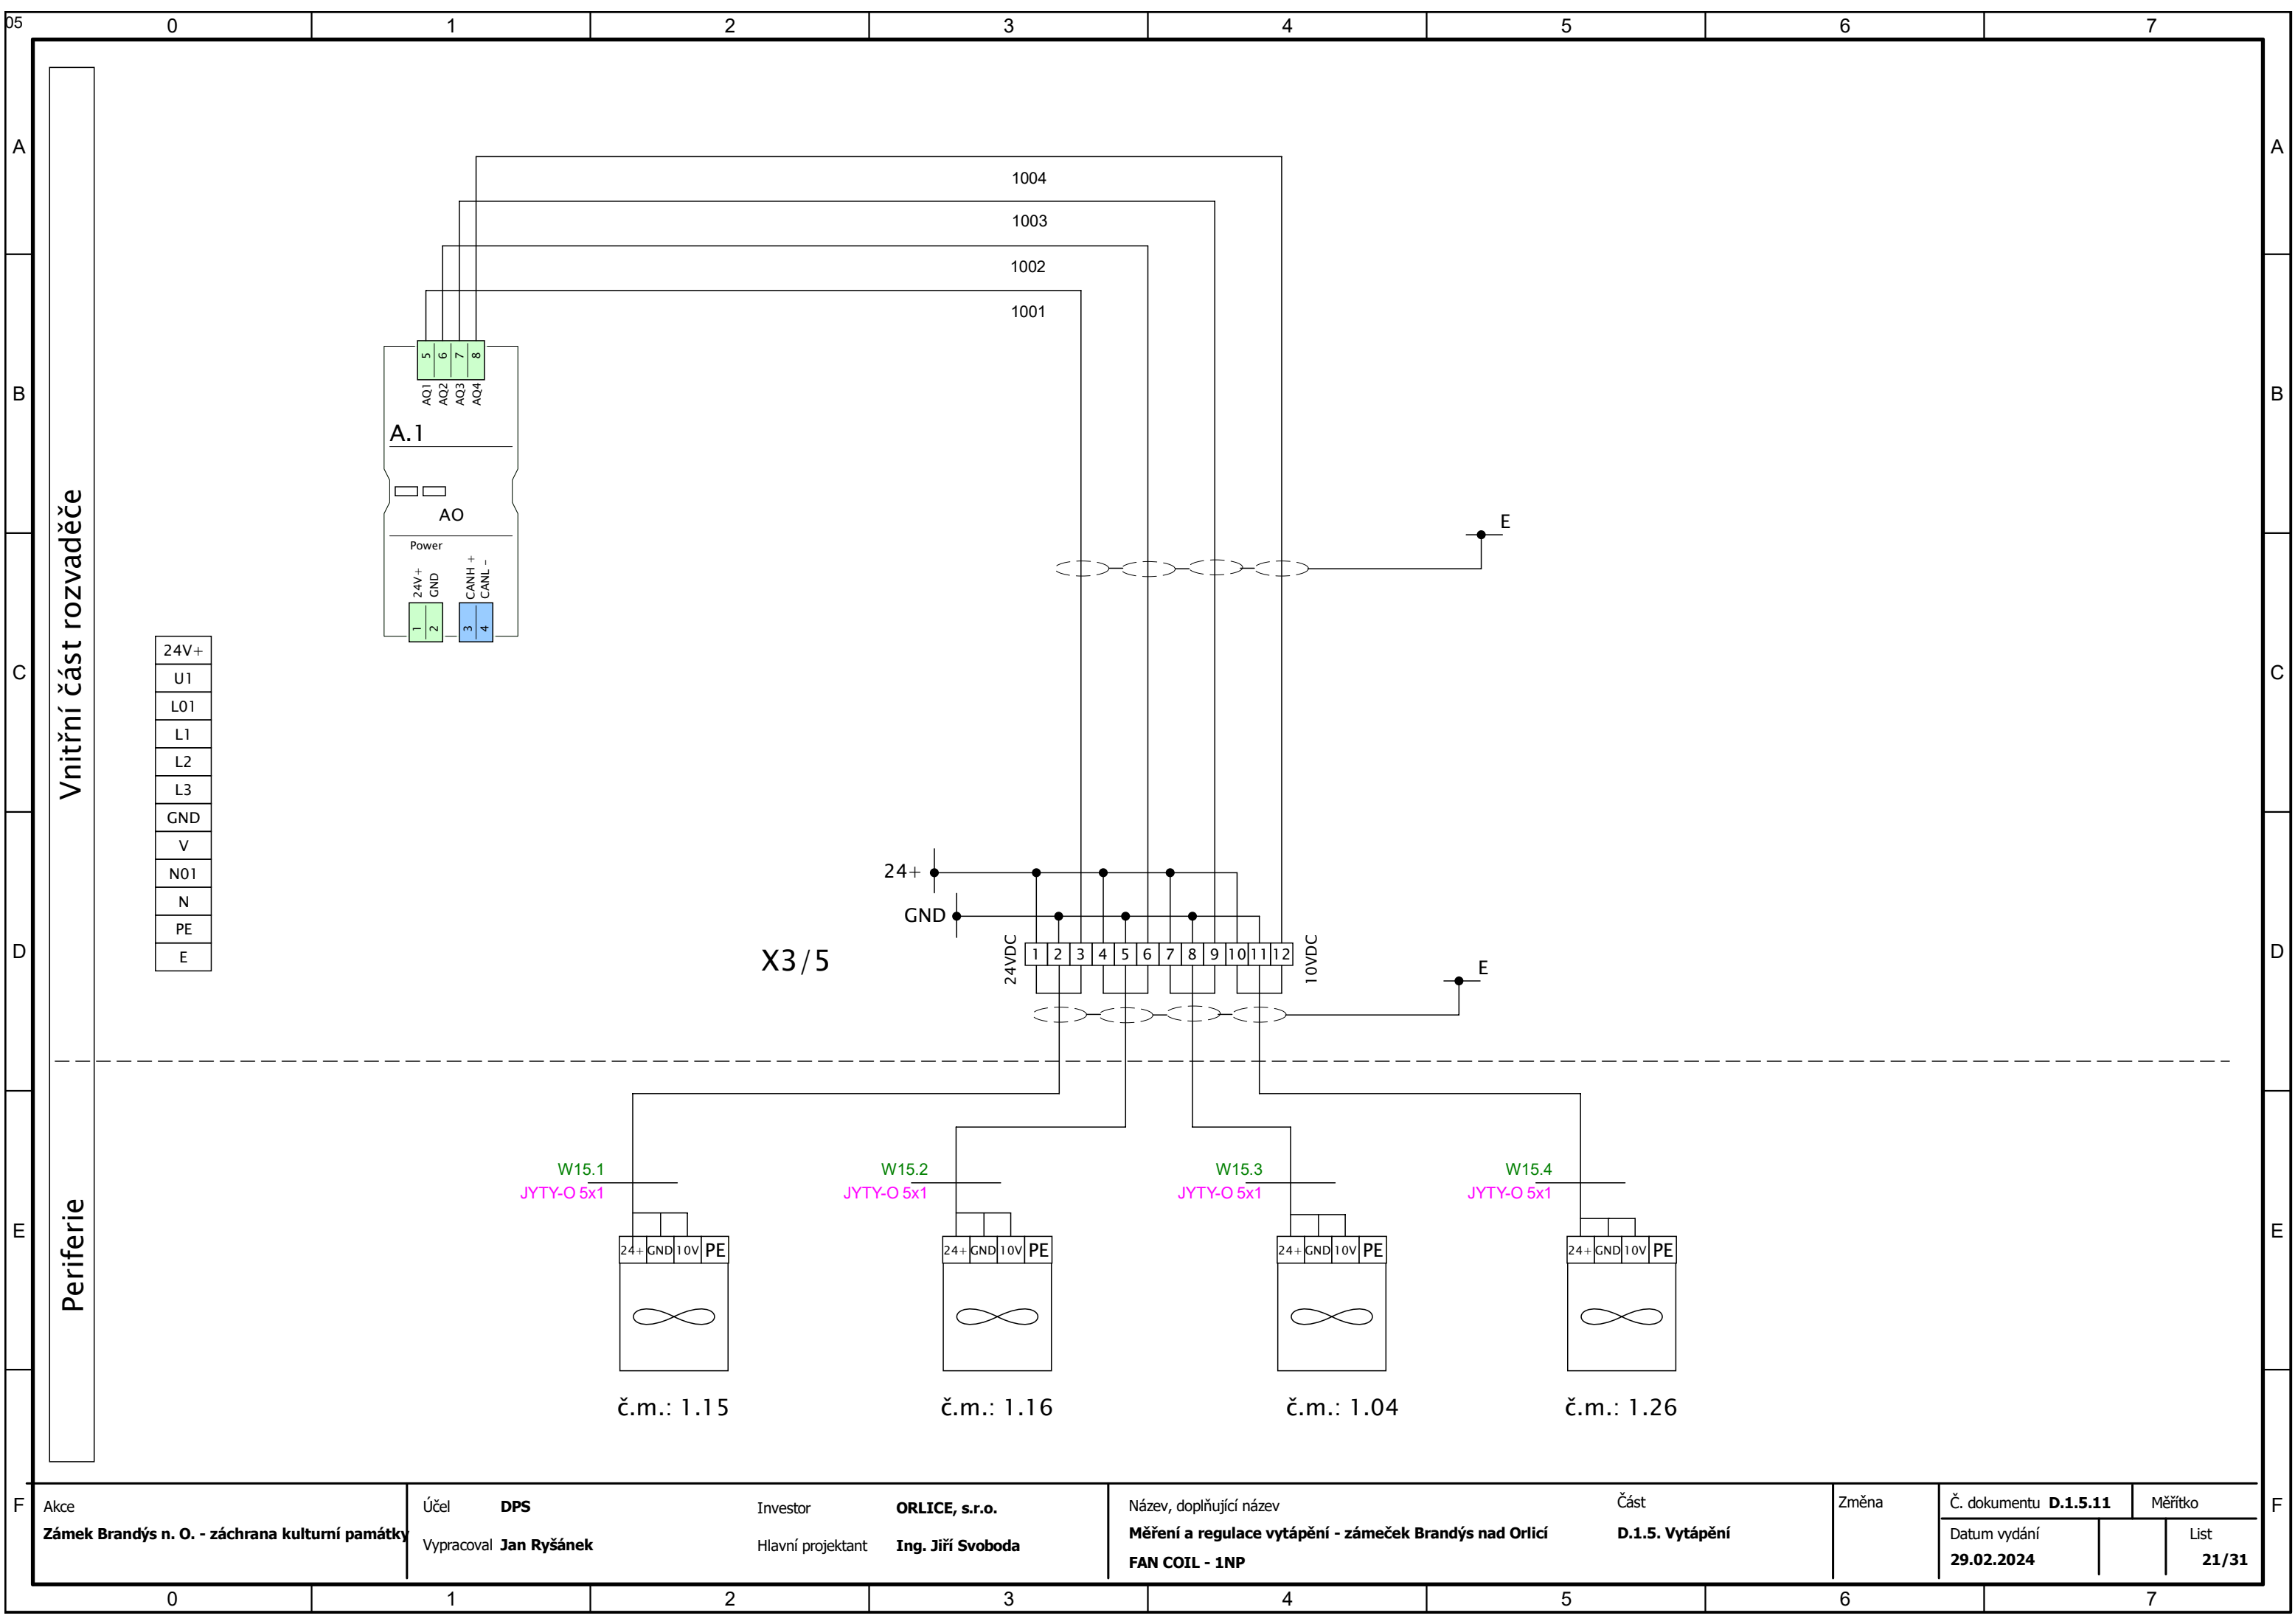 05
0 1 2 3 4 5 6 7
A A
1004
1003
1002
1001
B B
5 6 7 8
AQ1 AQ2 AQ3 AQ4
A.1
AO
Power
24V+ GND CANH + CANL -
1 2 3 4
E
Vnitřní část rozvaděče
C C
24V+
U1
L01
L1
L2
L3
GND
V
N01
N
PE
E
24+
GND
D D
X3/5
24VDC 1 2 3 4 5 6 7 8 9 10 11 12 10VDC
E
Periferie
W15.1 W15.2 W15.3 W15.4
JYTY-O 5x1 JYTY-O 5x1 JYTY-O 5x1 JYTY-O 5x1
E E
24+ GND 10V PE 24+ GND 10V PE 24+ GND 10V PE 24+ GND 10V PE
č.m.: 1.15 č.m.: 1.16 č.m.: 1.04 č.m.: 1.26
F F
Akce
Zámek Brandýs n. O. - záchrana kulturní památky
Účel DPS
Vypracoval Jan Ryšánek
Investor ORLICE, s.r.o.
Hlavní projektant Ing. Jiří Svoboda
Název, doplňující název
Měření a regulace vytápění - zámeček Brandýs nad Orlicí
FAN COIL - 1NP
Část
D.1.5. Vytápění
Změna
Č. dokumentu D.1.5.11
Měřítko
Datum vydání
29.02.2024
List
21/31
0 1 2 3 4 5 6 7